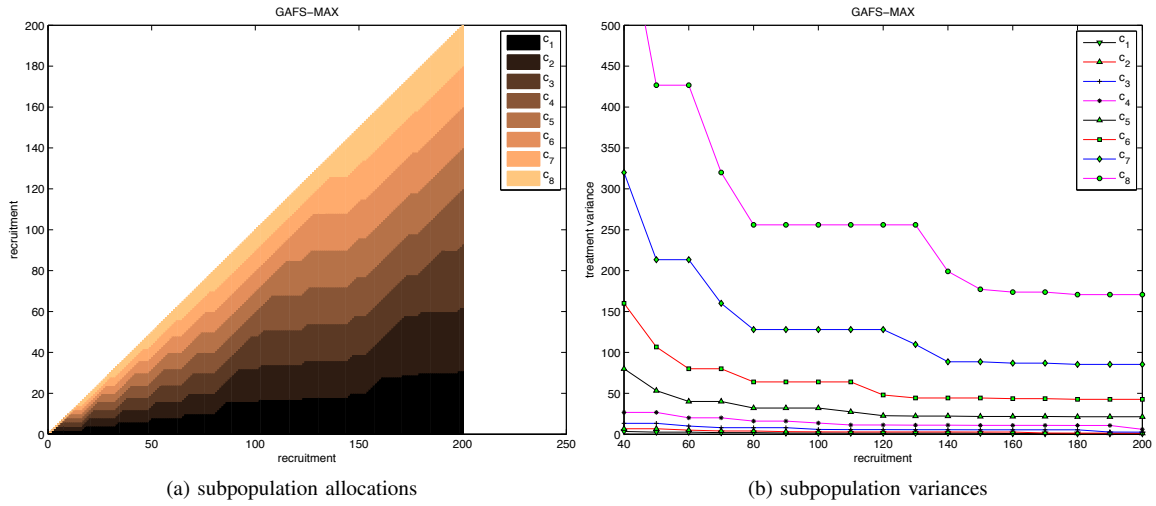 GAFS-MAX
200
180
160
140
120
100
80
60
40
20
0
recruitment
0 50 100 150 200 250
recruitment
c1
c2
c3
c4
c5
c6
c7
c8
(a) subpopulation allocations
GAFS-MAX
500
450
400
350
300
250
200
150
100
50
0
treatment variance
40 60 80 100 120 140 160 180 200
recruitment
c1
c2
c3
c4
c5
c6
c7
c8
(b) subpopulation variances